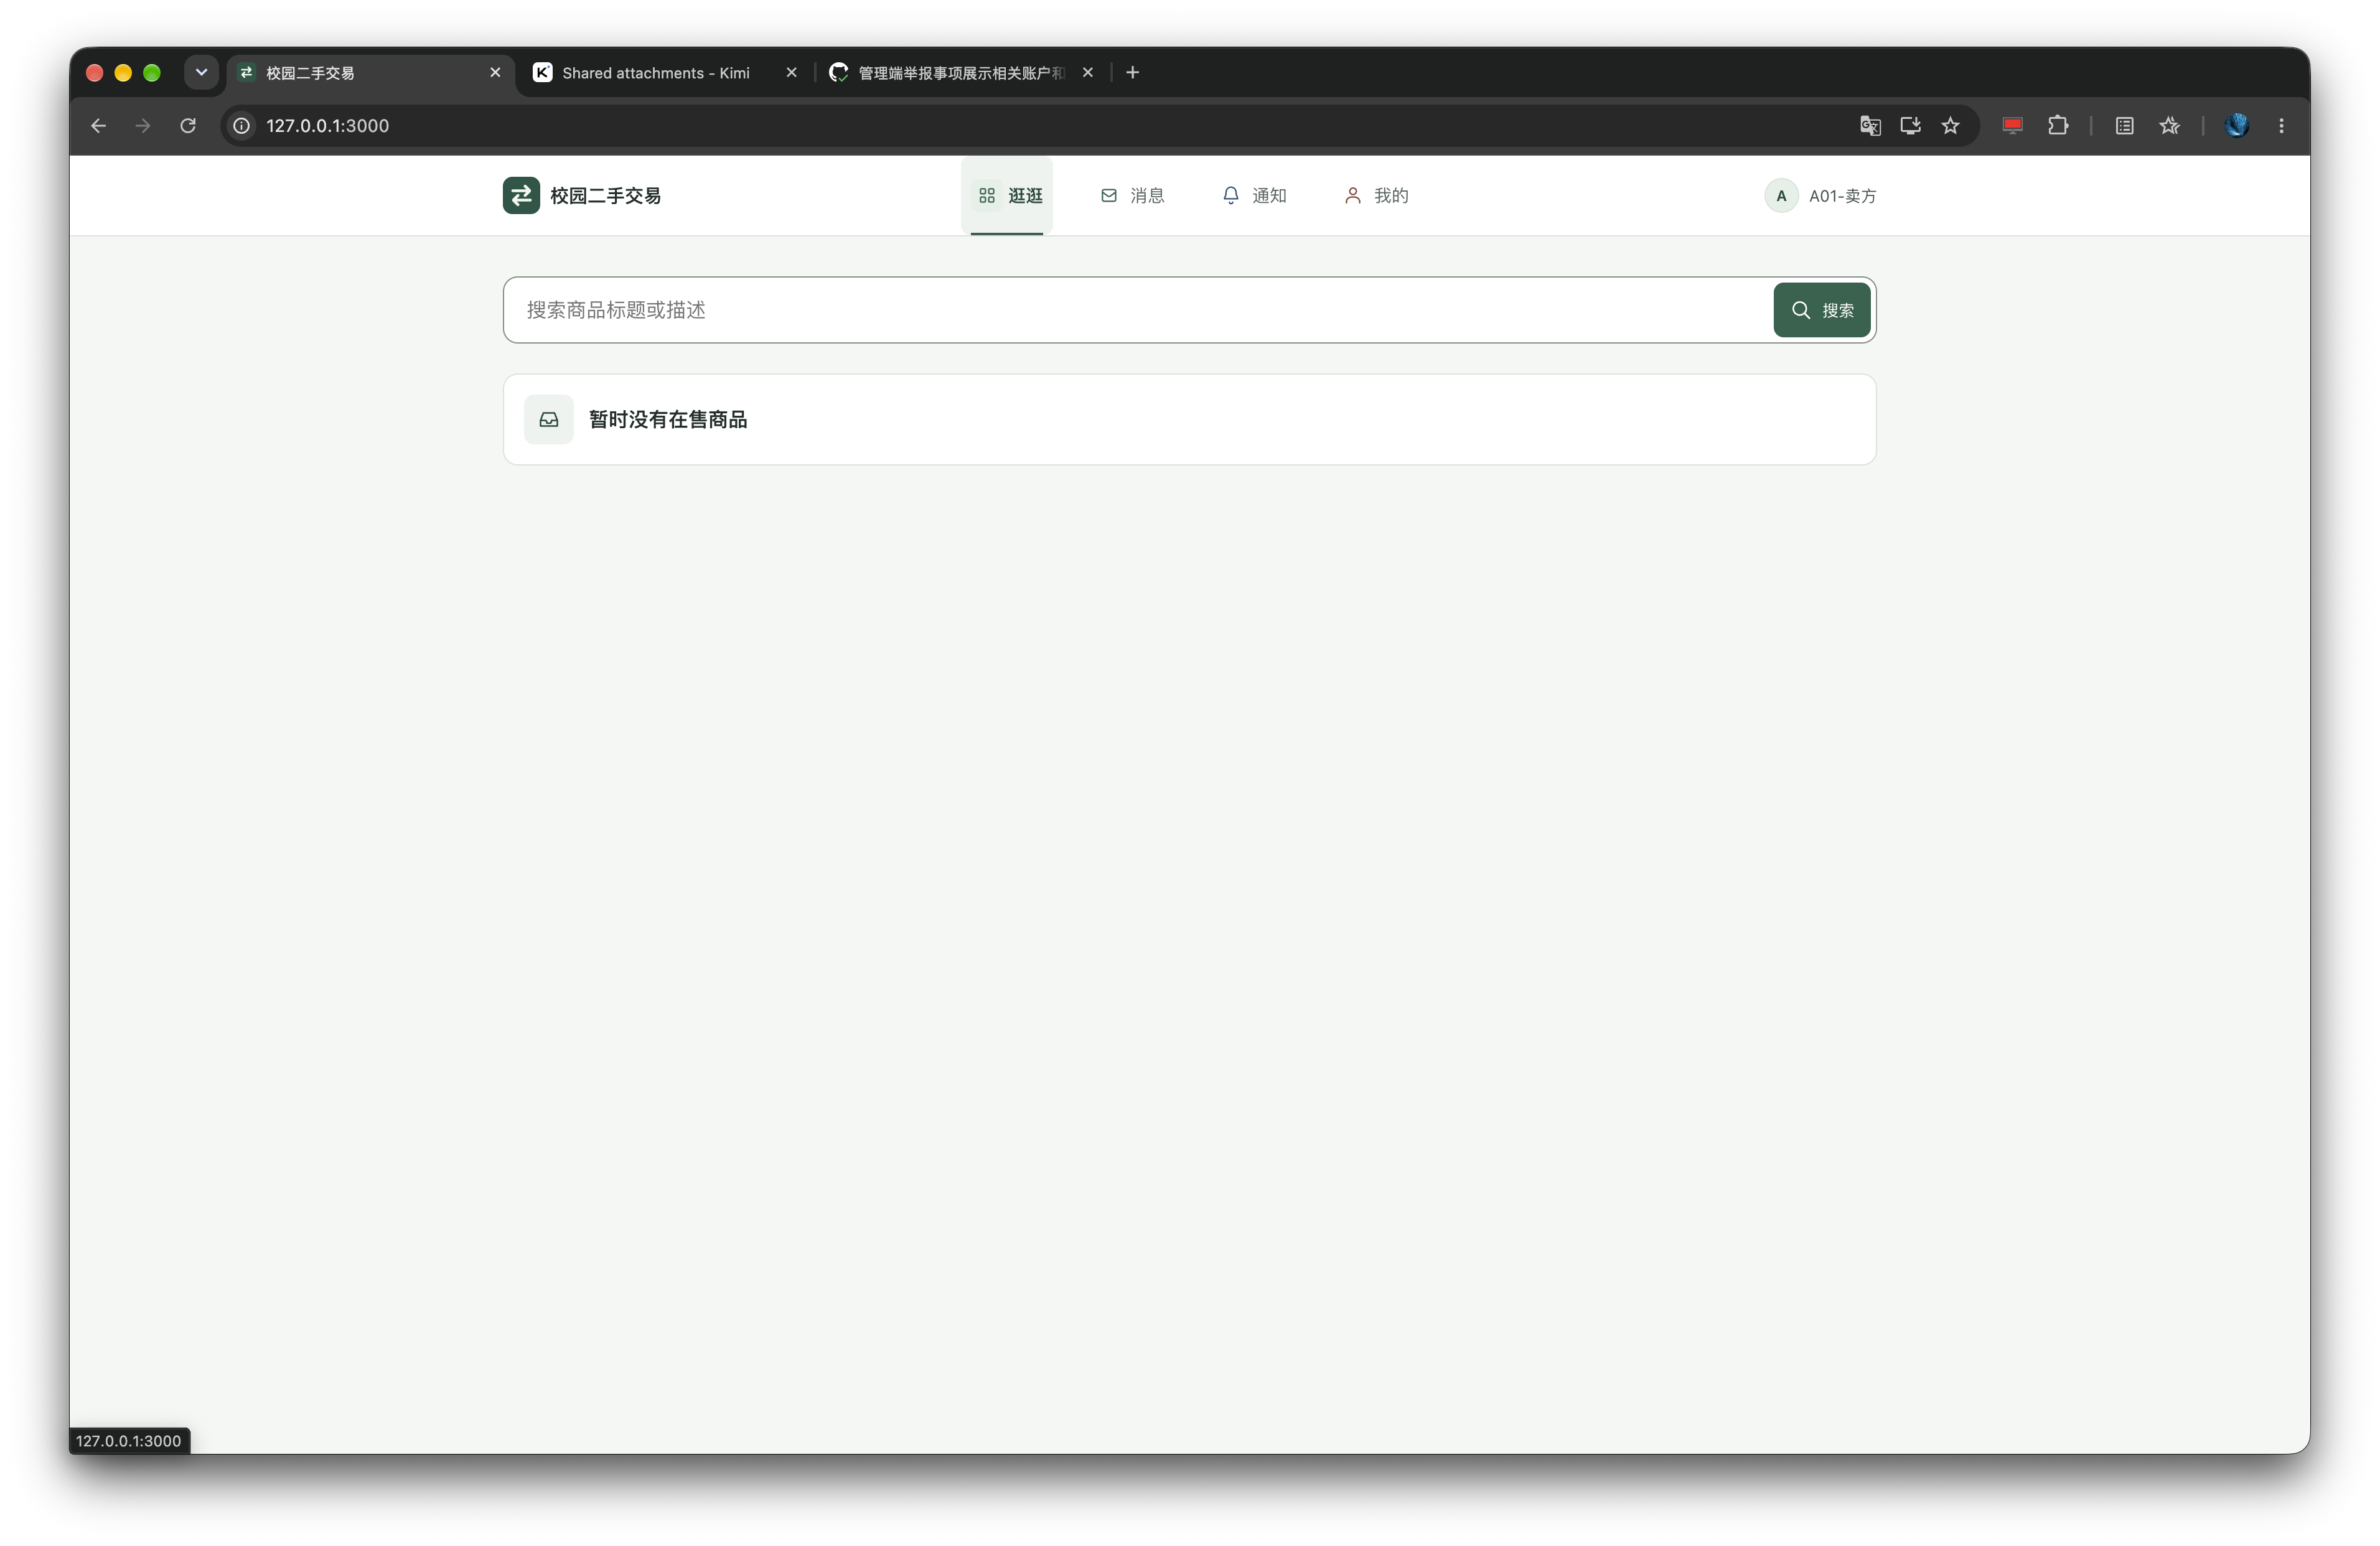 校园二手交易
Shared attachments - Kimi
管理端举报事项展示相关账户和
127.0.0.1:3000
校园二手交易
逛逛
消息
通知
我的
A
A01-卖方
搜索商品标题或描述
搜索
暂时没有在售商品
127.0.0.1:3000